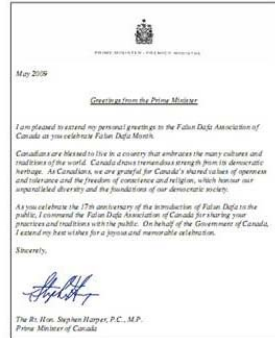 PRIME MINISTER - PREMIER MINISTRE
May 2009
Greetings from the Prime Minister
I am pleased to extend my personal greetings to the Falun Dafa Association of
Canada as you celebrate Falun Dafa Month.
Canadians are blessed to live in a country that embraces the many cultures and
traditions of the world. Canada draws tremendous strength from its democratic
heritage. As Canadians, we are grateful for Canada's shared values of openness
and tolerance and the freedom of conscience and religion, which honour our
unparalleled diversity and the foundations of our democratic society.
As you celebrate the 17th anniversary of the introduction of Falun Dafa to the
public, I commend the Falun Dafa Association of Canada for sharing your
practices and traditions with the public. On behalf of the Government of Canada,
I extend my best wishes for a joyous and memorable celebration.
Sincerely,
The Rt. Hon. Stephen Harper, P.C., M.P.
Prime Minister of Canada